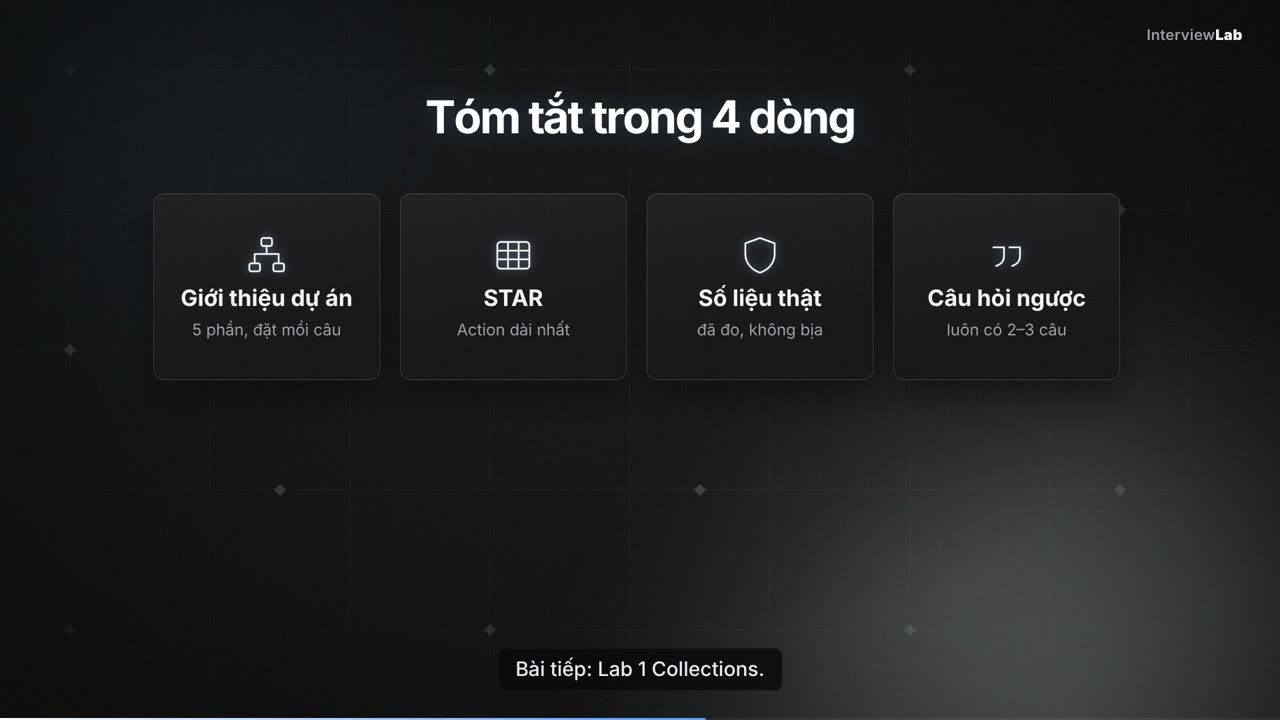 InterviewLab
Tóm tắt trong 4 dòng
Giới thiệu dự án
5 phần, đặt mồi câu
STAR
Action dài nhất
Số liệu thật
đã đo, không bịa
Câu hỏi ngược
luôn có 2–3 câu
Bài tiếp: Lab 1 Collections.